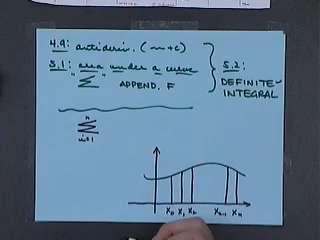 4.9: antideriv. (~ + c)
5.1: area under a curve
"Σ" APPEND. F
5.2:
DEFINITE
INTEGRAL
n
Σ
i=1
x₀ x₁ x₂ xₙ₋₁ xₙ